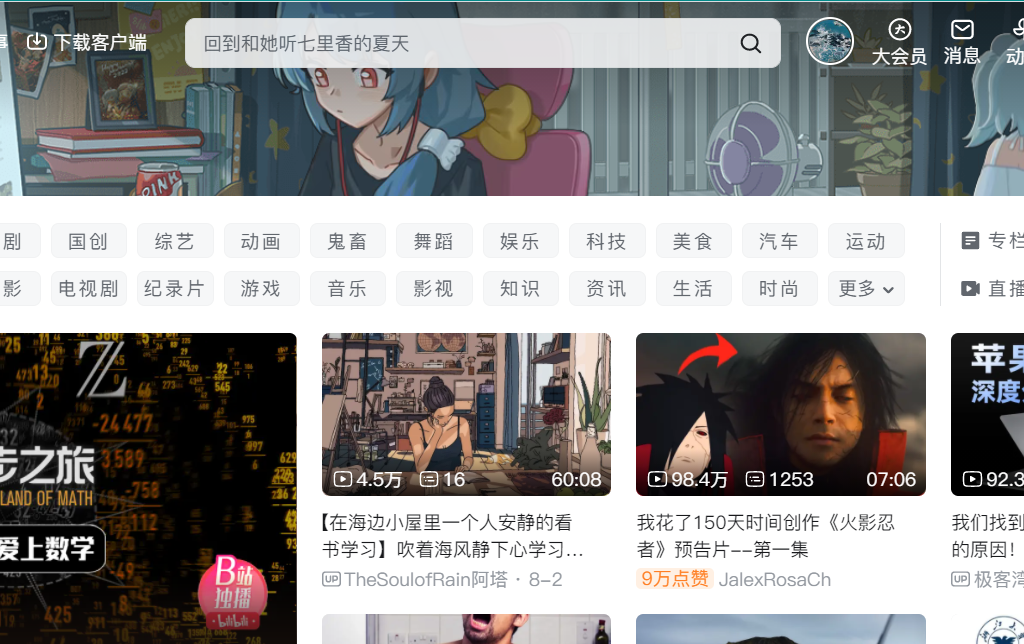 下载客户端
回到和她听七里香的夏天
大会员
消息
动
剧
国创
综艺
动画
鬼畜
舞蹈
娱乐
科技
美食
汽车
运动
专栏
影
电视剧
纪录片
游戏
音乐
影视
知识
资讯
生活
时尚
更多
直播
步之旅
LAND OF MATH
爱上数学
B站
独播
bilibili
4.5万
16
60:08
98.4万
1253
07:06
苹果
深度
92.3
【在海边小屋里一个人安静的看
书学习】吹着海风静下心学习...
UP TheSoulofRain阿塔 · 8-2
我花了150天时间创作《火影忍
者》预告片--第一集
9万点赞 JalexRosaCh
我们找到
的原因！
UP 极客湾